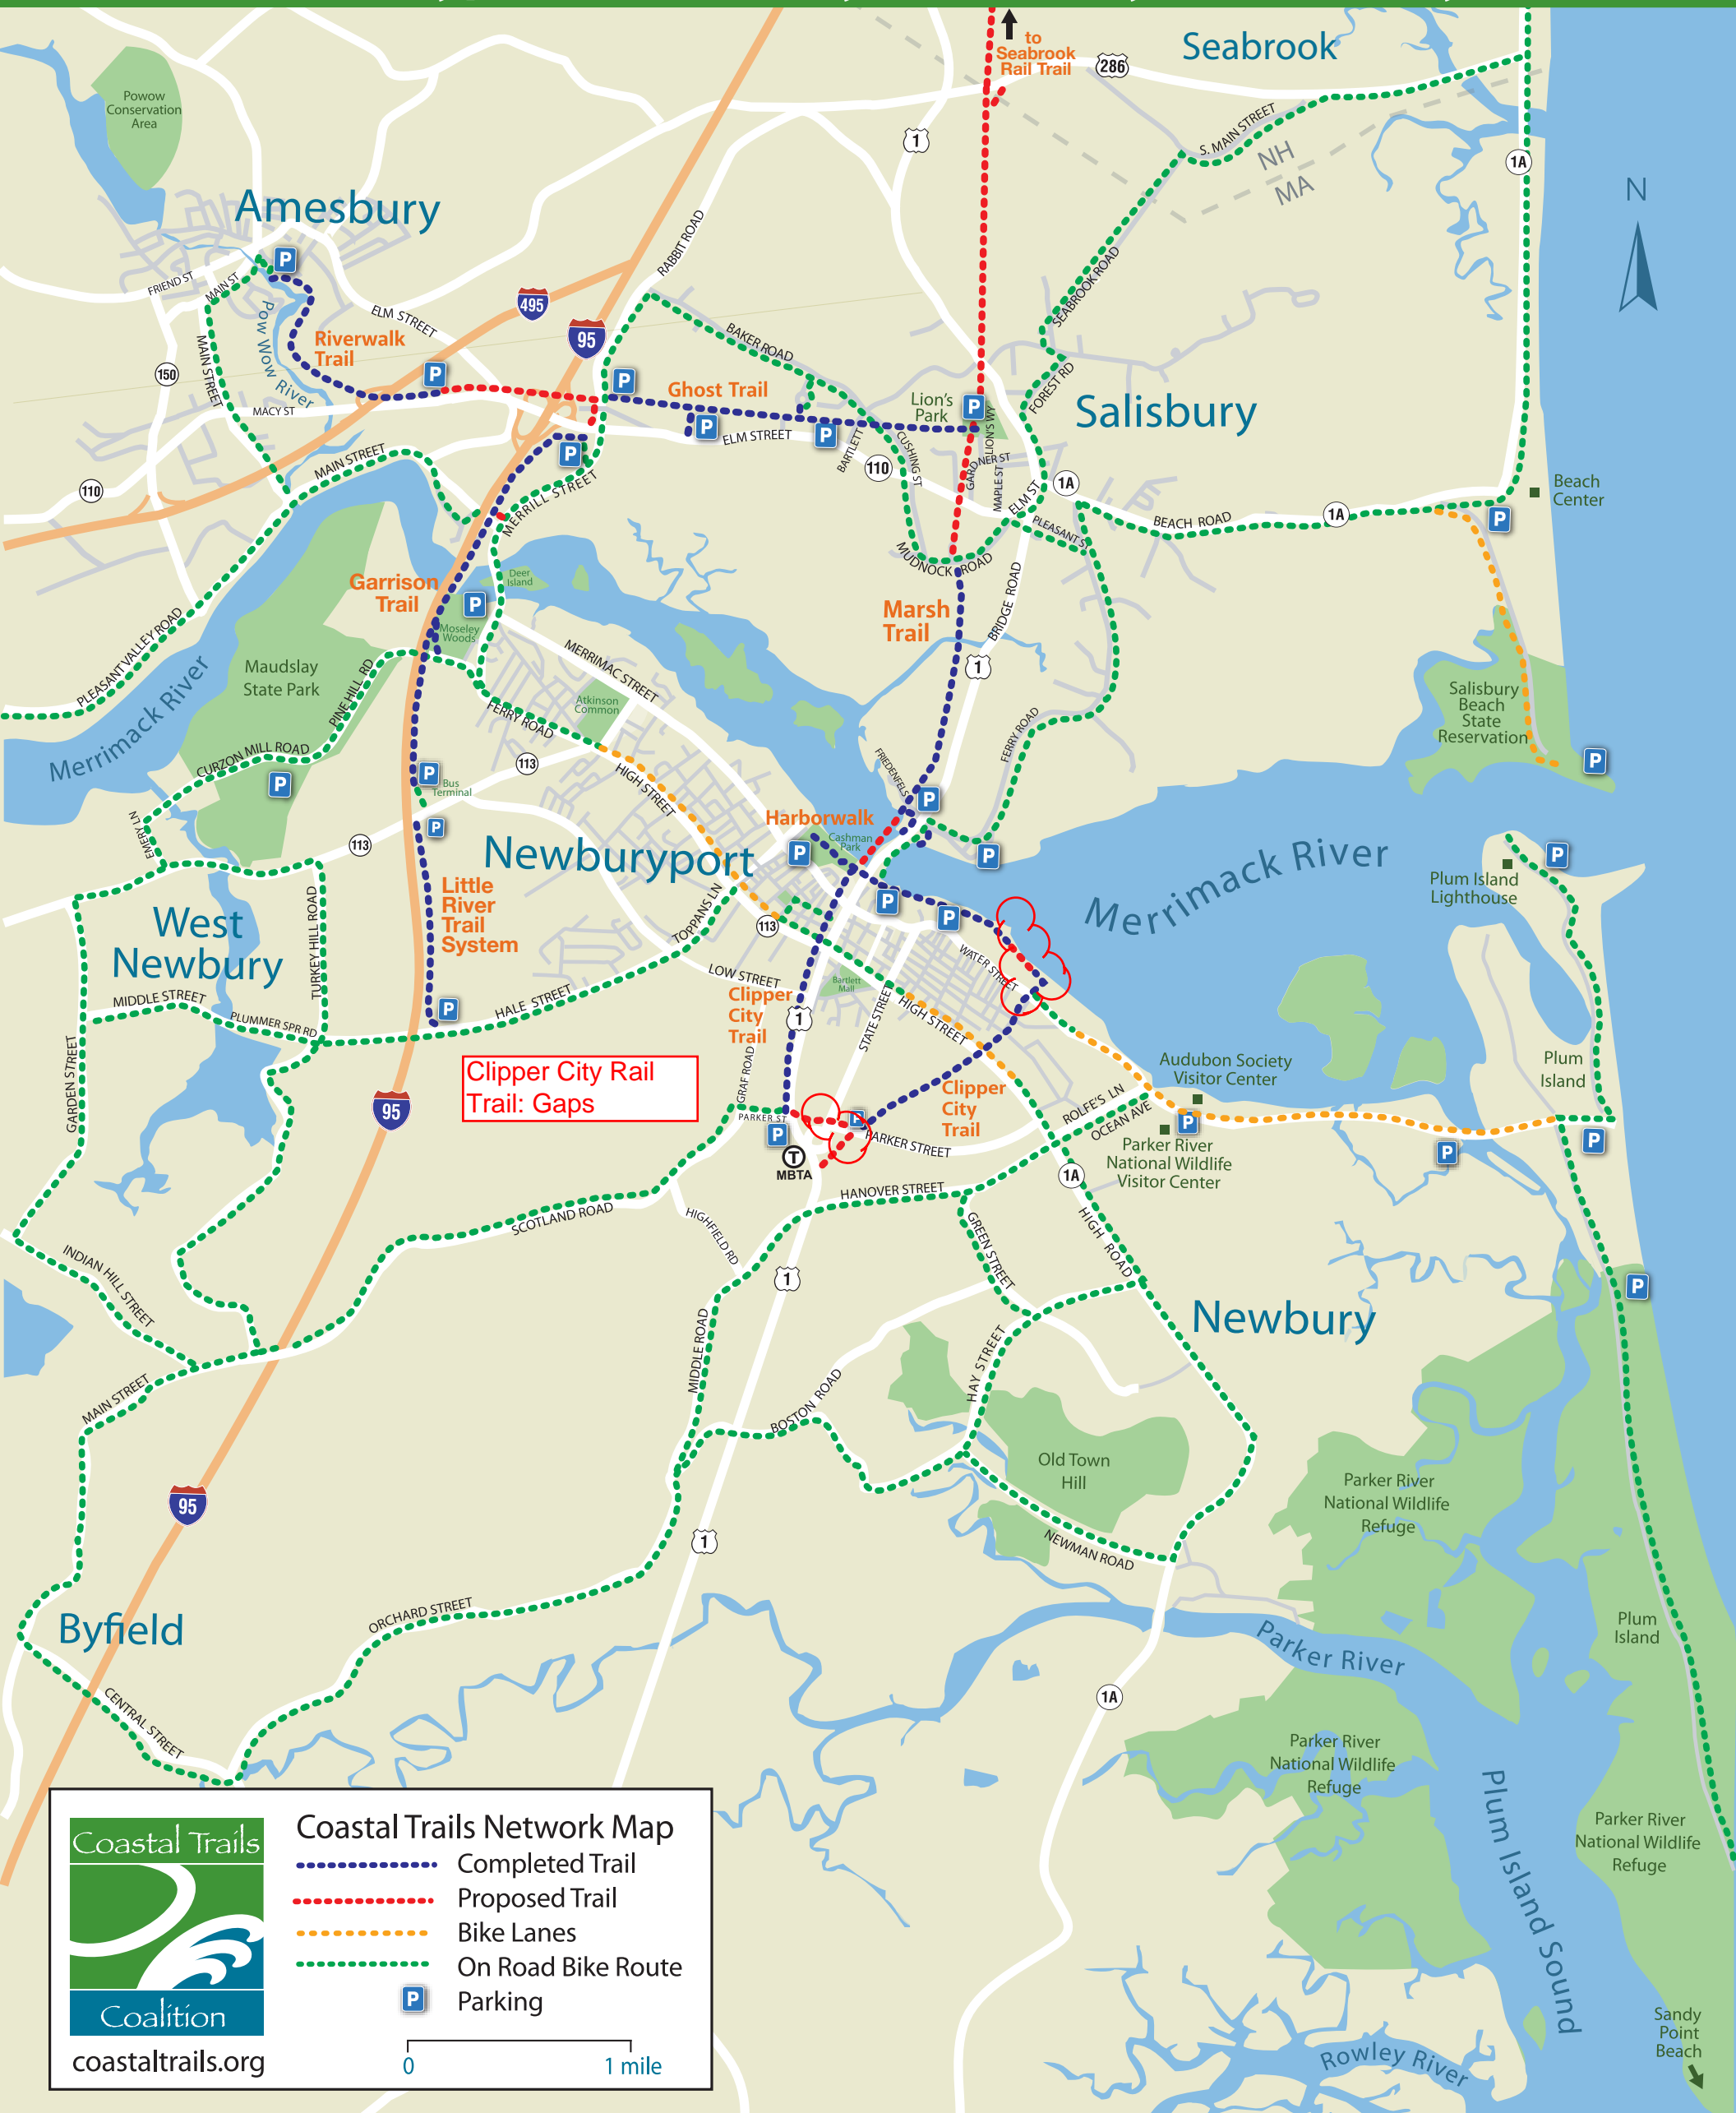 to
Seabrook
Rail Trail
286
Seabrook
S. MAIN STREET
NH
MA
1A
N
1
Powow
Conservation
Area
Amesbury
P
FRIEND ST
MAIN ST
Pow Wow River
ELM STREET
495
95
RABBIT ROAD
SEABROOK ROAD
Riverwalk
Trail
MAIN STREET
150
MACY ST
P
P
BAKER ROAD
Ghost Trail
Lion's
Park
P
LION'S WY
FOREST RD
Salisbury
P
P
P
ELM STREET
BARTLETT
110
CUSHING ST
GARDNER ST
MAPLE ST
ELM ST
1A
PLEASANT ST
BEACH ROAD
1A
P
Beach
Center
110
MAIN STREET
MERRILL STREET
MUDNOCK ROAD
Garrison
Trail
P
Deer
Island
Moseley
Woods
Marsh
Trail
BRIDGE ROAD
1
PLEASANT VALLEY ROAD
Merrimack River
Maudslay
State Park
PINE HILL RD
CURZON MILL ROAD
P
MERRIMAC STREET
Atkinson
Common
FERRY ROAD
113
HIGH STREET
FERRY ROAD
FRIEDENFELS
Salisbury
Beach
State
Reservation
P
P
Bus
Terminal
P
EMERY LN
113
Newburyport
Harborwalk
Cashman
Park
P
P
P
Merrimack River
Plum Island
Lighthouse
P
West
Newbury
TURKEY HILL ROAD
Little
River
Trail
System
TOPPANS LN
113
P
P
WATER STREET
MIDDLE STREET
PLUMMER SPR RD
P
HALE STREET
LOW STREET
Bartlett
Mall
Clipper
City
Trail
1
STATE STREET
HIGH STREET
GARDEN STREET
95
Clipper City Rail
Trail: Gaps
GRAF ROAD
PARKER ST
P
P
MBTA
T
PARKER STREET
Clipper
City
Trail
ROLFE'S LN
OCEAN AVE
Audubon Society
Visitor Center
P
Parker River
National Wildlife
Visitor Center
P
Plum
Island
P
HANOVER STREET
1A
SCOTLAND ROAD
HIGHFIELD RD
GREEN STREET
HIGH ROAD
INDIAN HILL STREET
1
P
Newbury
MIDDLE ROAD
HAY STREET
MAIN STREET
BOSTON ROAD
Old Town
Hill
Parker River
National Wildlife
Refuge
95
1
NEWMAN ROAD
Byfield
ORCHARD STREET
Parker River
Plum
Island
CENTRAL STREET
1A
Parker River
National Wildlife
Refuge
Plum Island Sound
Parker River
National Wildlife
Refuge
Coastal Trails
Coalition
coastaltrails.org
Coastal Trails Network Map
Completed Trail
Proposed Trail
Bike Lanes
On Road Bike Route
P
Parking
0
1 mile
Sandy
Point
Beach
Rowley River